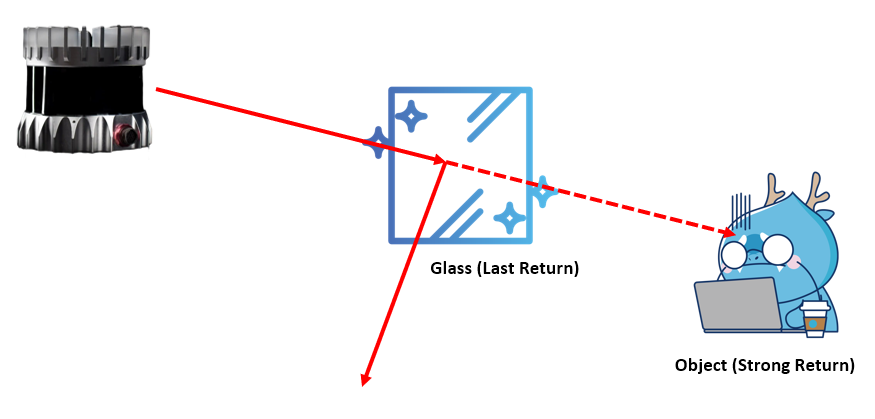 Glass (Last Return)
Object (Strong Return)